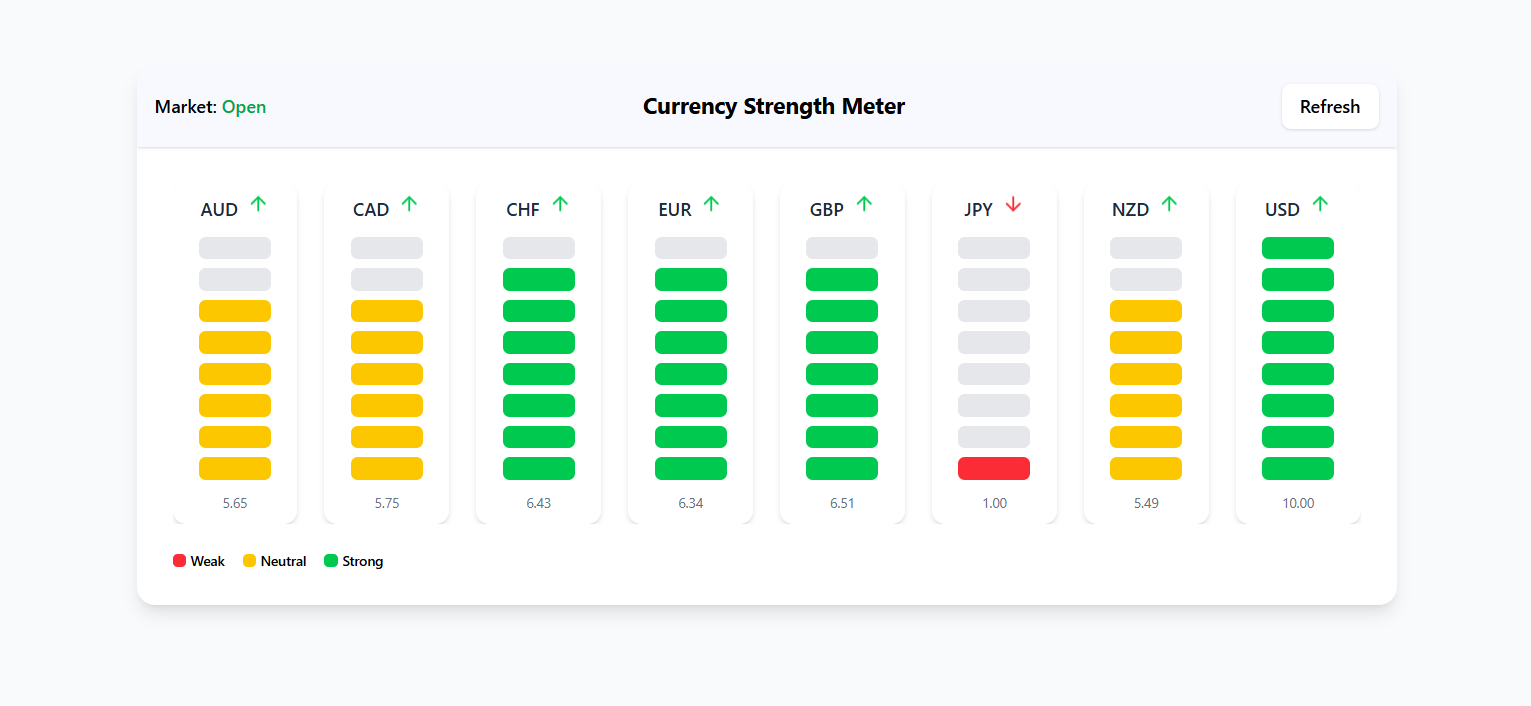 Market: Open
Currency Strength Meter
Refresh
AUD
CAD
CHF
EUR
GBP
JPY
NZD
USD
5.65
5.75
6.43
6.34
6.51
1.00
5.49
10.00
Weak
Neutral
Strong